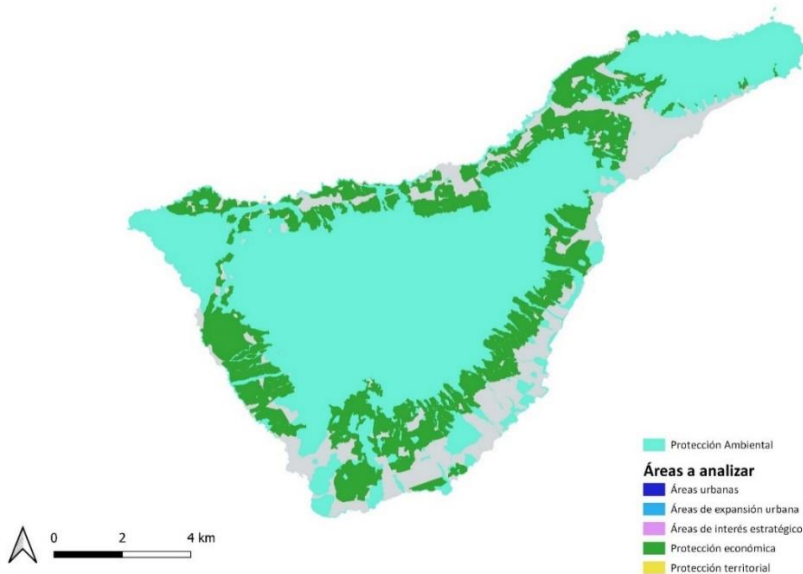 Protección Ambiental
Áreas a analizar
Áreas urbanas
Áreas de expansión urbana
Áreas de interés estratégico
Protección económica
Protección territorial
0 2 4 km